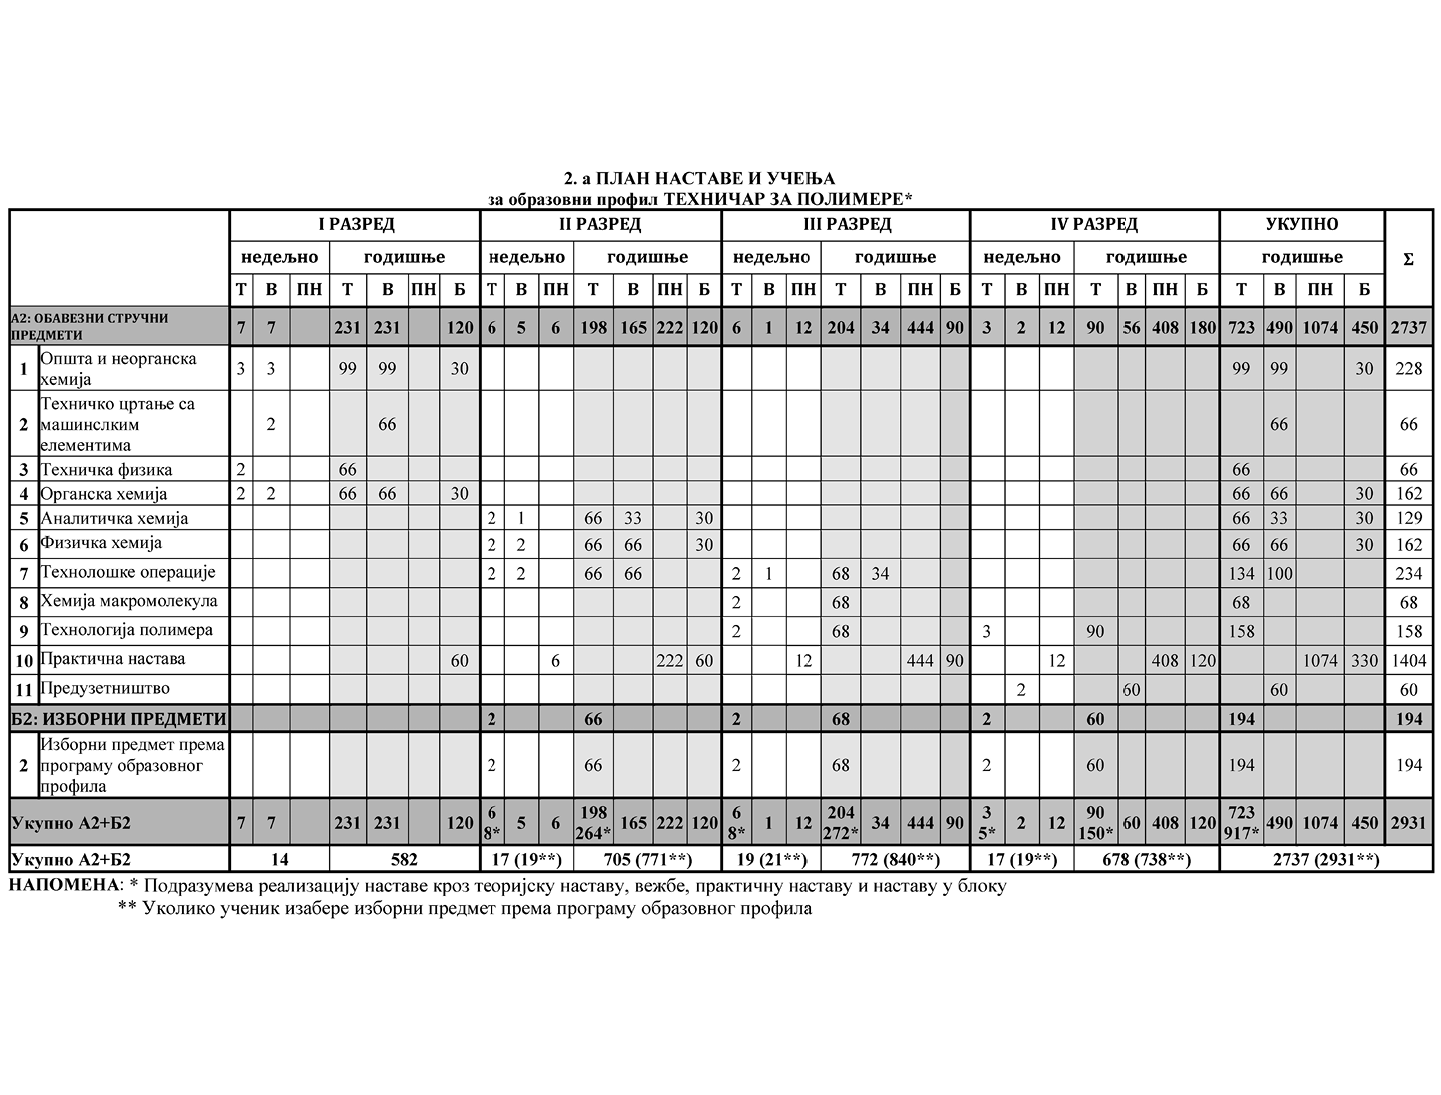 2. а ПЛАН НАСТАВЕ И УЧЕЊА
за образовни профил ТЕХНИЧАР ЗА ПОЛИМЕРЕ*
I РАЗРЕД II РАЗРЕД III РАЗРЕД IV РАЗРЕД УКУПНО Σ
недељно годишње недељно годишње недељно годишње недељно годишње годишње
Т В ПН Т В ПН Б Т В ПН Т В ПН Б Т В ПН Т В ПН Б Т В ПН Т В ПН Б Т В ПН Б
А2: ОБАВЕЗНИ СТРУЧНИ
ПРЕДМЕТИ
7 7 231 231 120 6 5 6 198 165 222 120 6 1 12 204 34 444 90 3 2 12 90 56 408 180 723 490 1074 450 2737
1 Општа и неорганска
хемија
3 3 99 99 30 99 99 30 228
2 Техничко цртање са
машинслким
елементима
2 66 66 66
3 Техничка физика 2 66 66 66
4 Органска хемија 2 2 66 66 30 66 66 30 162
5 Аналитичка хемија 2 1 66 33 30 66 33 30 129
6 Физичка хемија 2 2 66 66 30 66 66 30 162
7 Технолошке операције 2 2 66 66 2 1 68 34 134 100 234
8 Хемија макромолекула 2 68 68 68
9 Технологија полимера 2 68 3 90 158 158
10 Практична настава 60 6 222 60 12 444 90 12 408 120 1074 330 1404
11 Предузетништво 2 60 60 60
Б2: ИЗБОРНИ ПРЕДМЕТИ 2 66 2 68 2 60 194 194
2 Изборни предмет према
програму образовног
профила
2 66 2 68 2 60 194 194
Укупно А2+Б2 7 7 231 231 120 6 8* 5 6 198 264* 165 222 120 6 8* 1 12 204 272* 34 444 90 3 5* 2 12 90 150* 60 408 120 723 917* 490 1074 450 2931
Укупно А2+Б2 14 582 17 (19**) 705 (771**) 19 (21**) 772 (840**) 17 (19**) 678 (738**) 2737 (2931**)
НАПОМЕНА: * Подразумева реализацију наставе кроз теоријску наставу, вежбе, практичну наставу и наставу у блоку
** Уколико ученик изабере изборни предмет према програму образовног профила